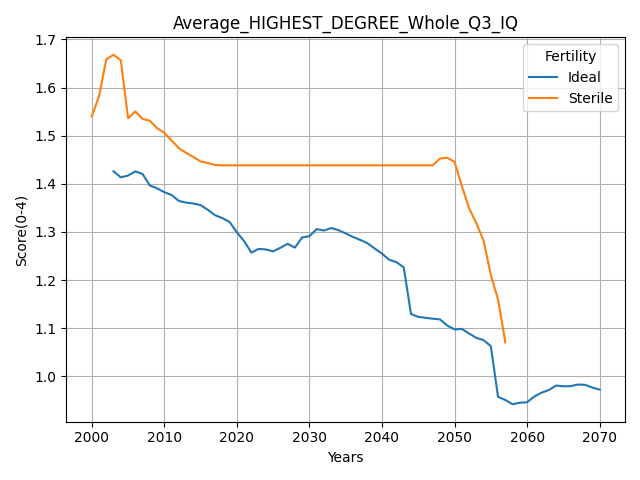 Average_HIGHEST_DEGREE_Whole_Q3_IQ
Score(0-4)
1.7
1.6
1.5
1.4
1.3
1.2
1.1
1.0
Fertility
Ideal
Sterile
2000 2010 2020 2030 2040 2050 2060 2070
Years